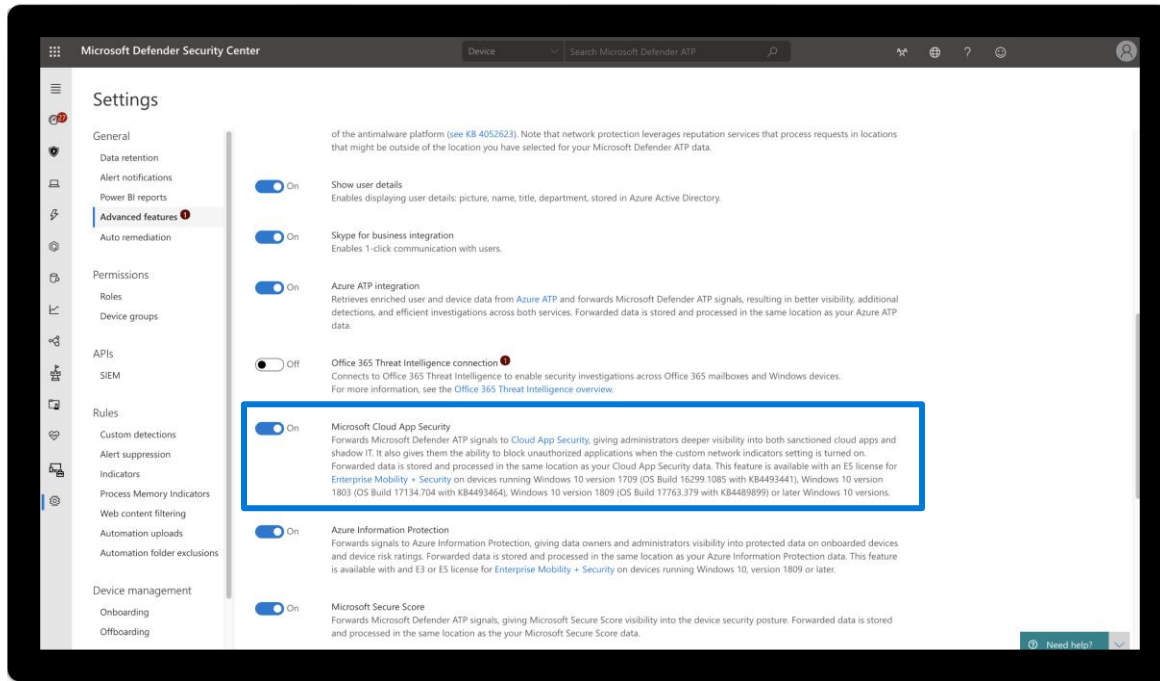 Microsoft Defender Security Center
Device
Search Microsoft Defender ATP
?
27
Settings
General
Data retention
Alert notifications
Power BI reports
Advanced features 1
Auto remediation
Permissions
Roles
Device groups
APIs
SIEM
Rules
Custom detections
Alert suppression
Indicators
Process Memory Indicators
Web content filtering
Automation uploads
Automation folder exclusions
Device management
Onboarding
Offboarding
of the antimalware platform (see KB 4052623). Note that network protection leverages reputation services that process requests in locations
that might be outside of the location you have selected for your Microsoft Defender ATP data.
On
Show user details
Enables displaying user details: picture, name, title, department, stored in Azure Active Directory.
On
Skype for business integration
Enables 1-click communication with users.
On
Azure ATP integration
Retrieves enriched user and device data from Azure ATP and forwards Microsoft Defender ATP signals, resulting in better visibility, additional
detections, and efficient investigations across both services. Forwarded data is stored and processed in the same location as your Azure ATP
data.
Off
Office 365 Threat Intelligence connection 1
Connects to Office 365 Threat Intelligence to enable security investigations across Office 365 mailboxes and Windows devices.
For more information, see the Office 365 Threat Intelligence overview.
On
Microsoft Cloud App Security
Forwards Microsoft Defender ATP signals to Cloud App Security, giving administrators deeper visibility into both sanctioned cloud apps and
shadow IT. It also gives them the ability to block unauthorized applications when the custom network indicators setting is turned on.
Forwarded data is stored and processed in the same location as your Cloud App Security data. This feature is available with an E5 license for
Enterprise Mobility + Security on devices running Windows 10 version 1709 (OS Build 16299.1085 with KB4493441), Windows 10 version
1803 (OS Build 17134.704 with KB4493464), Windows 10 version 1809 (OS Build 17763.379 with KB4489899) or later Windows 10 versions.
On
Azure Information Protection
Forwards signals to Azure Information Protection, giving data owners and administrators visibility into protected data on onboarded devices
and device risk ratings. Forwarded data is stored and processed in the same location as your Azure Information Protection data. This feature
is available with and E3 or E5 license for Enterprise Mobility + Security on devices running Windows 10, version 1809 or later.
On
Microsoft Secure Score
Forwards Microsoft Defender ATP signals, giving Microsoft Secure Score visibility into the device security posture. Forwarded data is stored
and processed in the same location as the your Microsoft Secure Score data.
Need help?